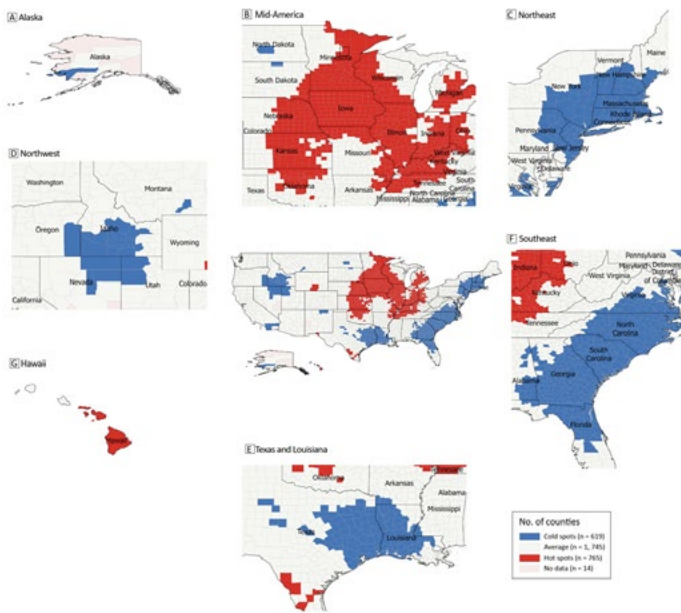 A Alaska
Alaska
B Mid-America
North Dakota
Minnesota
South Dakota
Wisconsin
Michigan
Iowa
Nebraska
Illinois
Indiana
Ohio
Colorado
Kansas
Missouri
West Virginia
Kentucky
Virginia
Oklahoma
Tennessee
North Carolina
South
Carolina
Texas
Arkansas
Mississippi
Alabama
Georgia
C Northeast
Maine
Vermont
New Hampshire
New York
Massachusetts
Rhode Island
Connecticut
Pennsylvania
Maryland
New Jersey
West Virginia
Delaware
Virginia
D Northwest
Washington
Montana
Oregon
Idaho
Wyoming
Nevada
Utah
Colorado
California
F Southeast
Pennsylvania
Indiana
Ohio
Maryland
Delaware
District
of Columbia
West Virginia
Kentucky
Virginia
Tennessee
North
Carolina
South
Carolina
Alabama
Georgia
Florida
G Hawaii
Hawaii
E Texas and Louisiana
Oklahoma
Tennessee
Arkansas
Alabama
Mississippi
Texas
Louisiana
No. of counties
Cold spots (n = 619)
Average (n = 1, 745)
Hot spots (n = 765)
No data (n = 14)